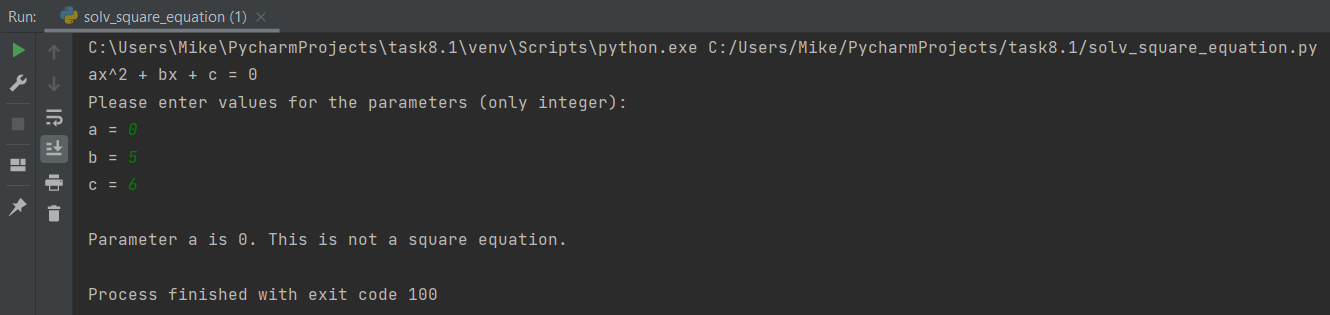 Run: solv_square_equation (1)
C:\Users\Mike\PycharmProjects\task8.1\venv\Scripts\python.exe C:/Users/Mike/PycharmProjects/task8.1/solv_square_equation.py
ax^2 + bx + c = 0
Please enter values for the parameters (only integer):
a = 0
b = 5
c = 6
Parameter a is 0. This is not a square equation.
Process finished with exit code 100